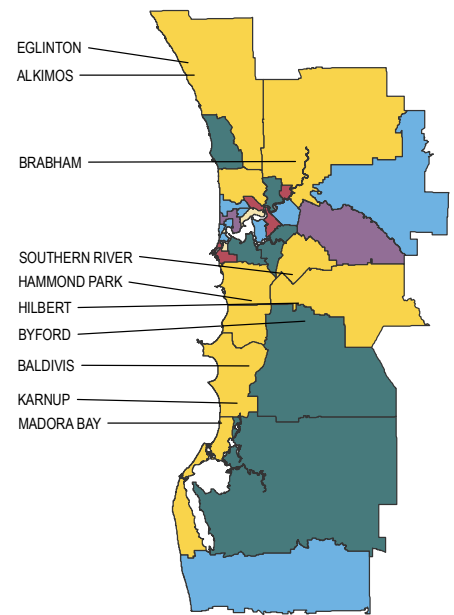 EGLINTON
ALKIMOS
BRABHAM
SOUTHERN RIVER
HAMMOND PARK
HILBERT
BYFORD
BALDIVIS
KARNUP
MADORA BAY